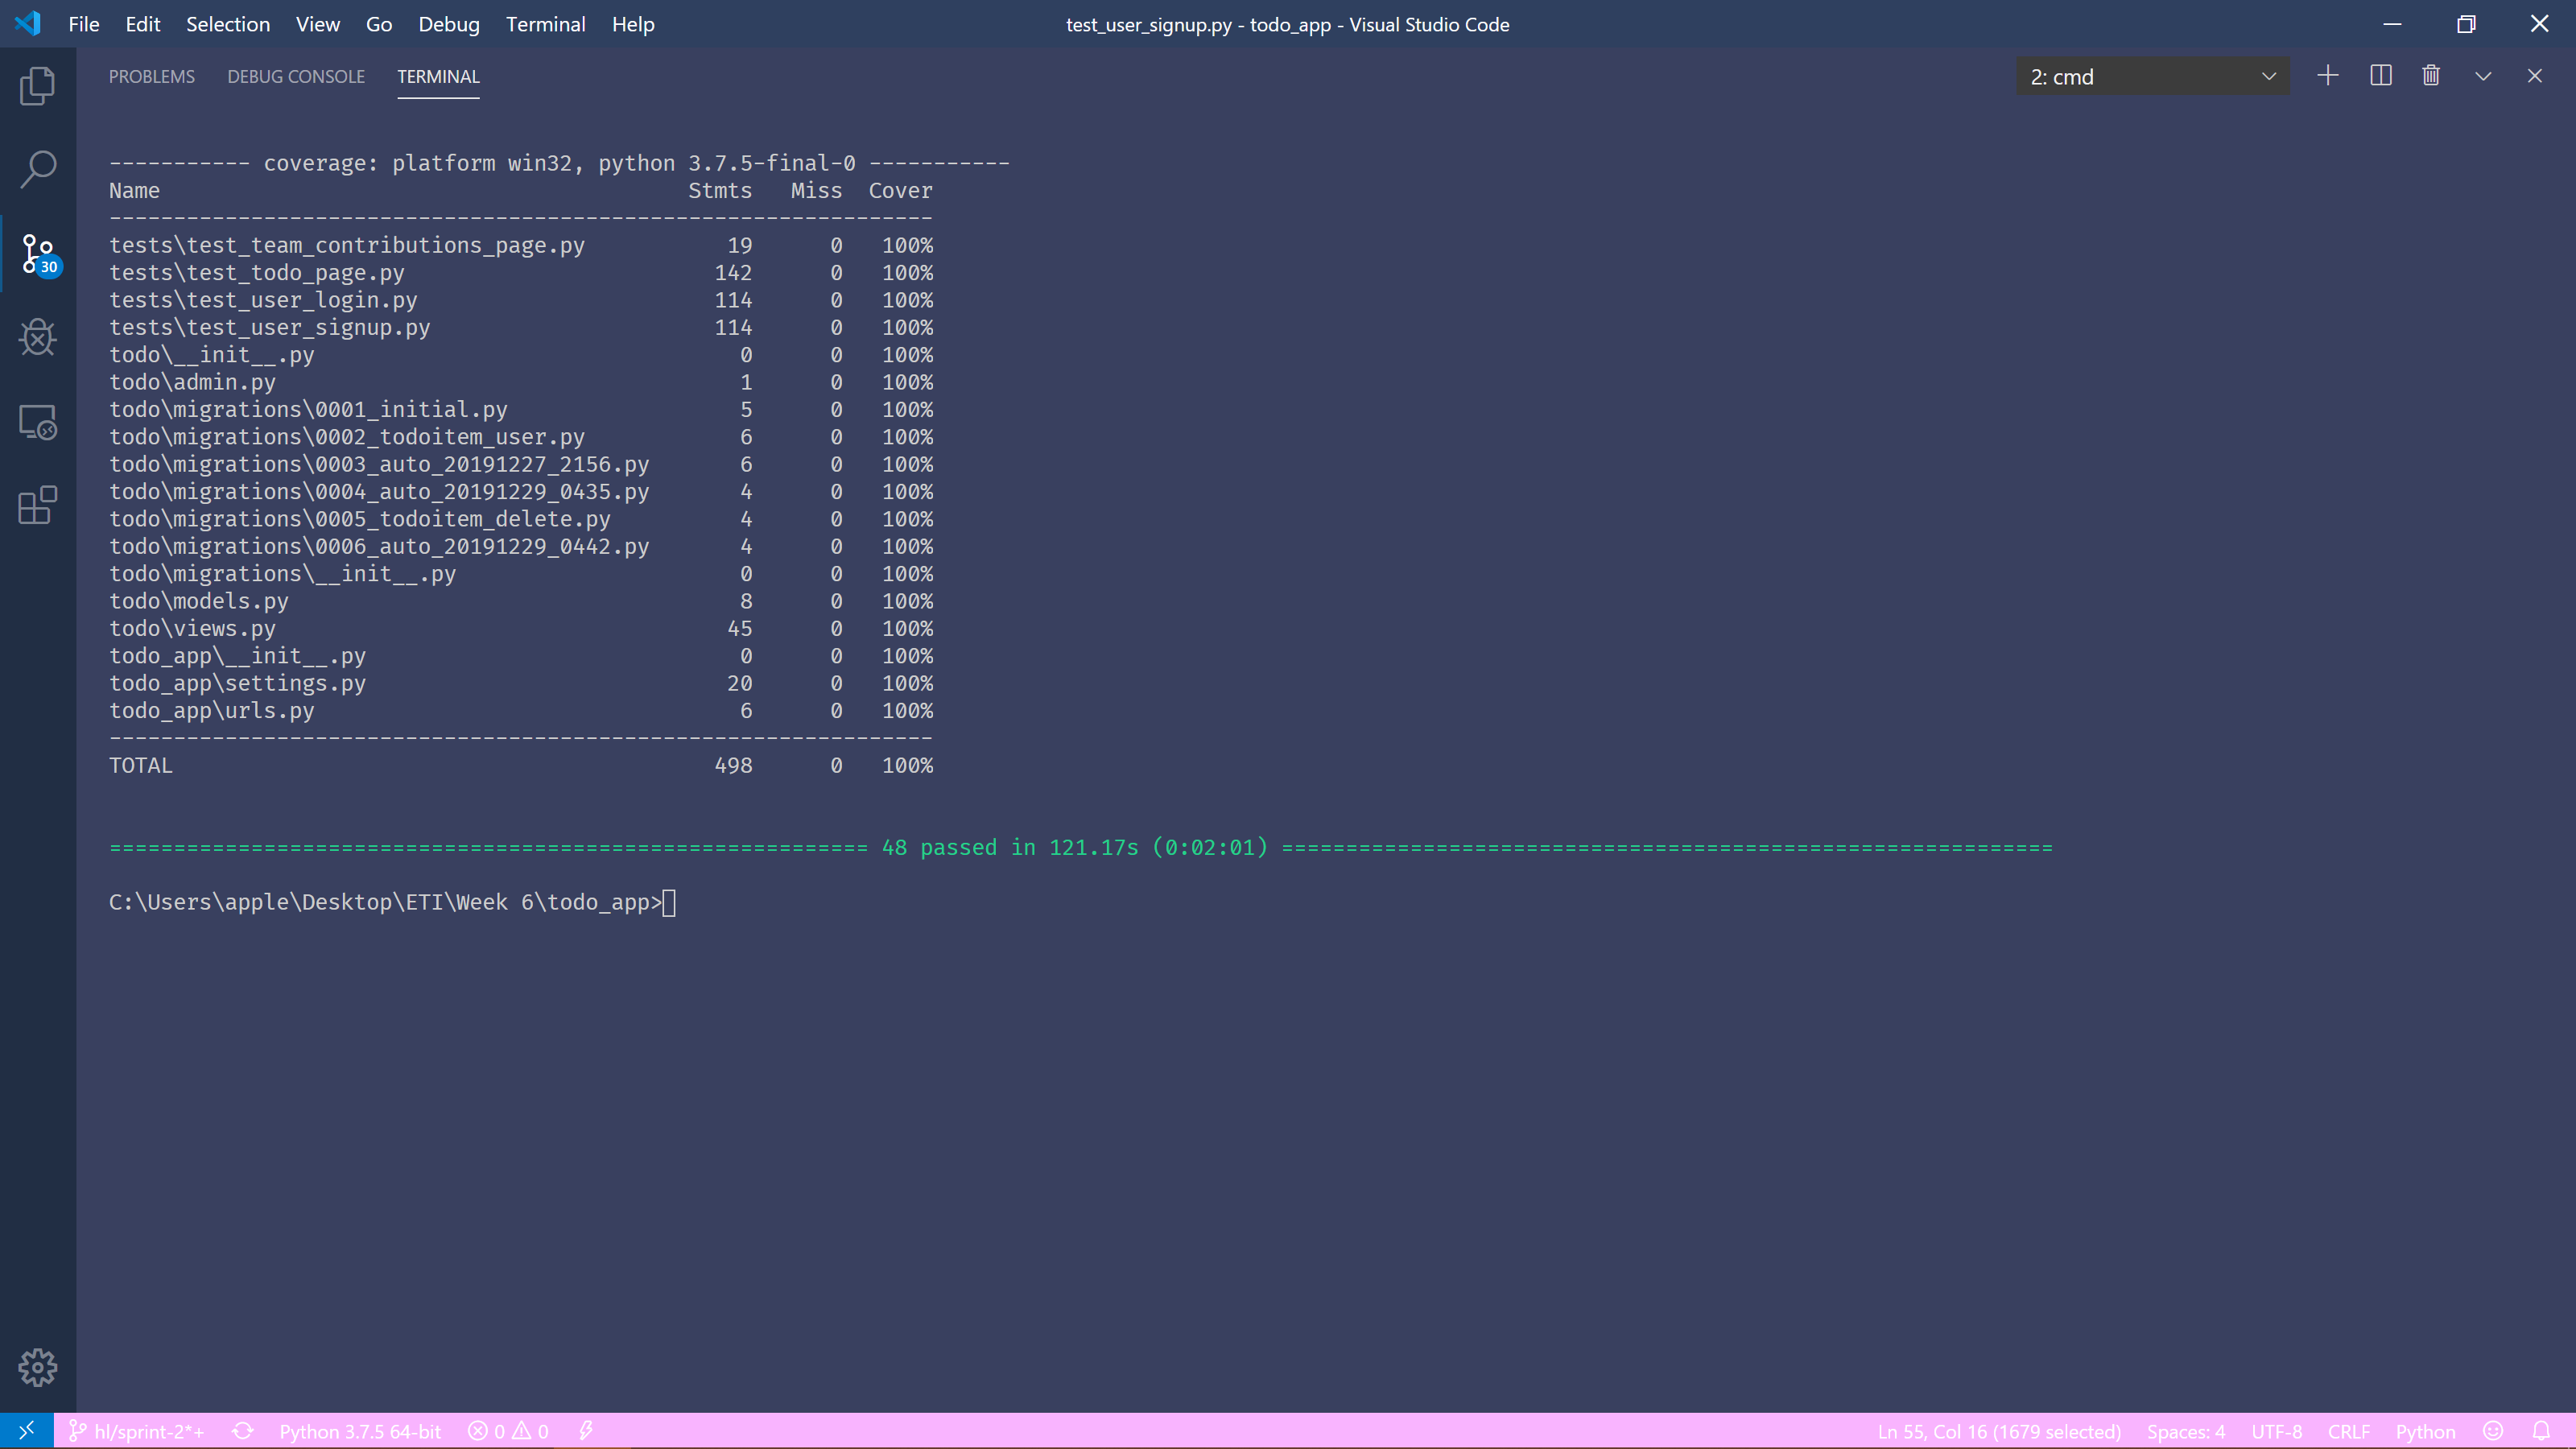 File Edit Selection View Go Debug Terminal Help test_user_signup.py - todo_app - Visual Studio Code
PROBLEMS DEBUG CONSOLE TERMINAL 2: cmd
----------- coverage: platform win32, python 3.7.5-final-0 -----------
Name Stmts Miss Cover
----------------------------------------------------------------
tests\test_team_contributions_page.py 19 0 100%
tests\test_todo_page.py 142 0 100%
tests\test_user_login.py 114 0 100%
tests\test_user_signup.py 114 0 100%
todo\__init__.py 0 0 100%
todo\admin.py 1 0 100%
todo\migrations\0001_initial.py 5 0 100%
todo\migrations\0002_todoitem_user.py 6 0 100%
todo\migrations\0003_auto_20191227_2156.py 6 0 100%
todo\migrations\0004_auto_20191229_0435.py 4 0 100%
todo\migrations\0005_todoitem_delete.py 4 0 100%
todo\migrations\0006_auto_20191229_0442.py 4 0 100%
todo\migrations\__init__.py 0 0 100%
todo\models.py 8 0 100%
todo\views.py 45 0 100%
todo_app\__init__.py 0 0 100%
todo_app\settings.py 20 0 100%
todo_app\urls.py 6 0 100%
----------------------------------------------------------------
TOTAL 498 0 100%
=========================================================== 48 passed in 121.17s (0:02:01) ============================================================
C:\Users\apple\Desktop\ETI\Week 6\todo_app>
30
hl/sprint-2*+ Python 3.7.5 64-bit 0 0 Ln 55, Col 16 (1679 selected) Spaces: 4 UTF-8 CRLF Python